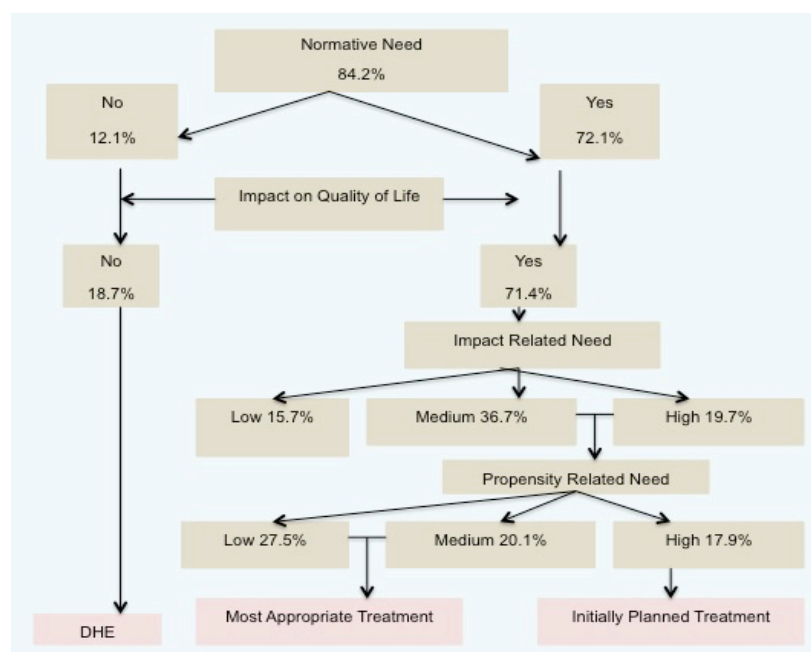 Normative Need
84.2%
No
12.1%
Yes
72.1%
Impact on Quality of Life
No
18.7%
Yes
71.4%
Impact Related Need
Low 15.7%
Medium 36.7%
High 19.7%
Propensity Related Need
Low 27.5%
Medium 20.1%
High 17.9%
Most Appropriate Treatment
Initially Planned Treatment
DHE